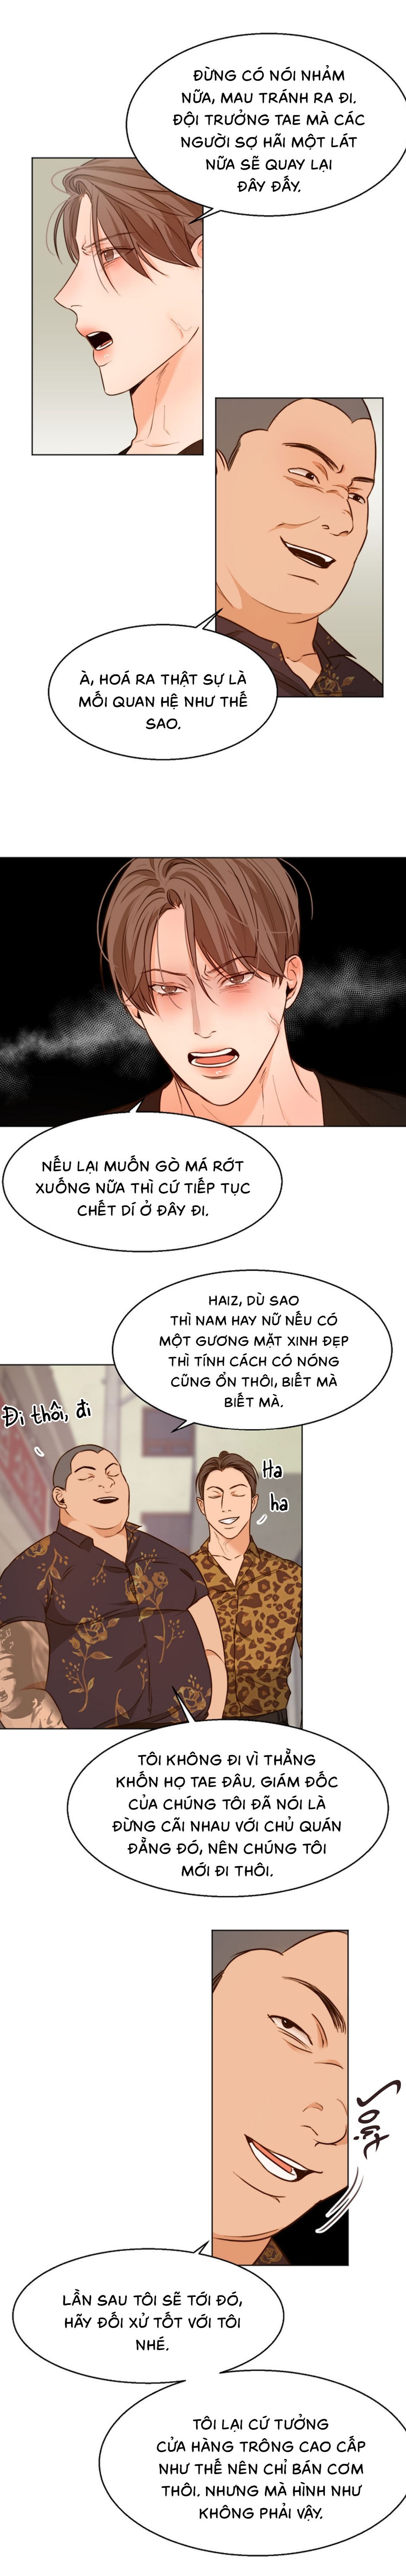 ĐỪNG CÓ NÓI NHẢM
NỮA, MAU TRÁNH RA ĐI.
ĐỘI TRƯỞNG TAE MÀ CÁC
NGƯỜI SỢ HÃI MỘT LÁT
NỮA SẼ QUAY LẠI
ĐÂY ĐẤY.
À, HOÁ RA THẬT SỰ LÀ
MỐI QUAN HỆ NHƯ THẾ
SAO.
NẾU LẠI MUỐN GÒ MÁ RỚT
XUỐNG NỮA THÌ CỨ TIẾP TỤC
CHẾT DÍ Ở ĐÂY ĐI.
HAIZ, DÙ SAO
THÌ NAM HAY NỮ NẾU CÓ
MỘT GƯƠNG MẶT XINH ĐẸP
THÌ TÍNH CÁCH CÓ NÓNG
CŨNG ỔN THÔI, BIẾT MÀ
BIẾT MÀ.
Đi thôi, đi
Ha
ha
TÔI KHÔNG ĐI VÌ THẰNG
KHỐN HỌ TAE ĐÂU. GIÁM ĐỐC
CỦA CHÚNG TÔI ĐÃ NÓI LÀ
ĐỪNG CÃI NHAU VỚI CHỦ QUÁN
ĐẰNG ĐÓ, NÊN CHÚNG TÔI
MỚI ĐI THÔI.
soạt
LẦN SAU TÔI SẼ TỚI ĐÓ,
HÃY ĐỐI XỬ TỐT VỚI TÔI
NHÉ.
TÔI LẠI CỨ TƯỞNG
CỬA HÀNG TRÔNG CAO CẤP
NHƯ THẾ NÊN CHỈ BÁN CƠM
THÔI. NHƯNG MÀ HÌNH NHƯ
KHÔNG PHẢI VẬY.